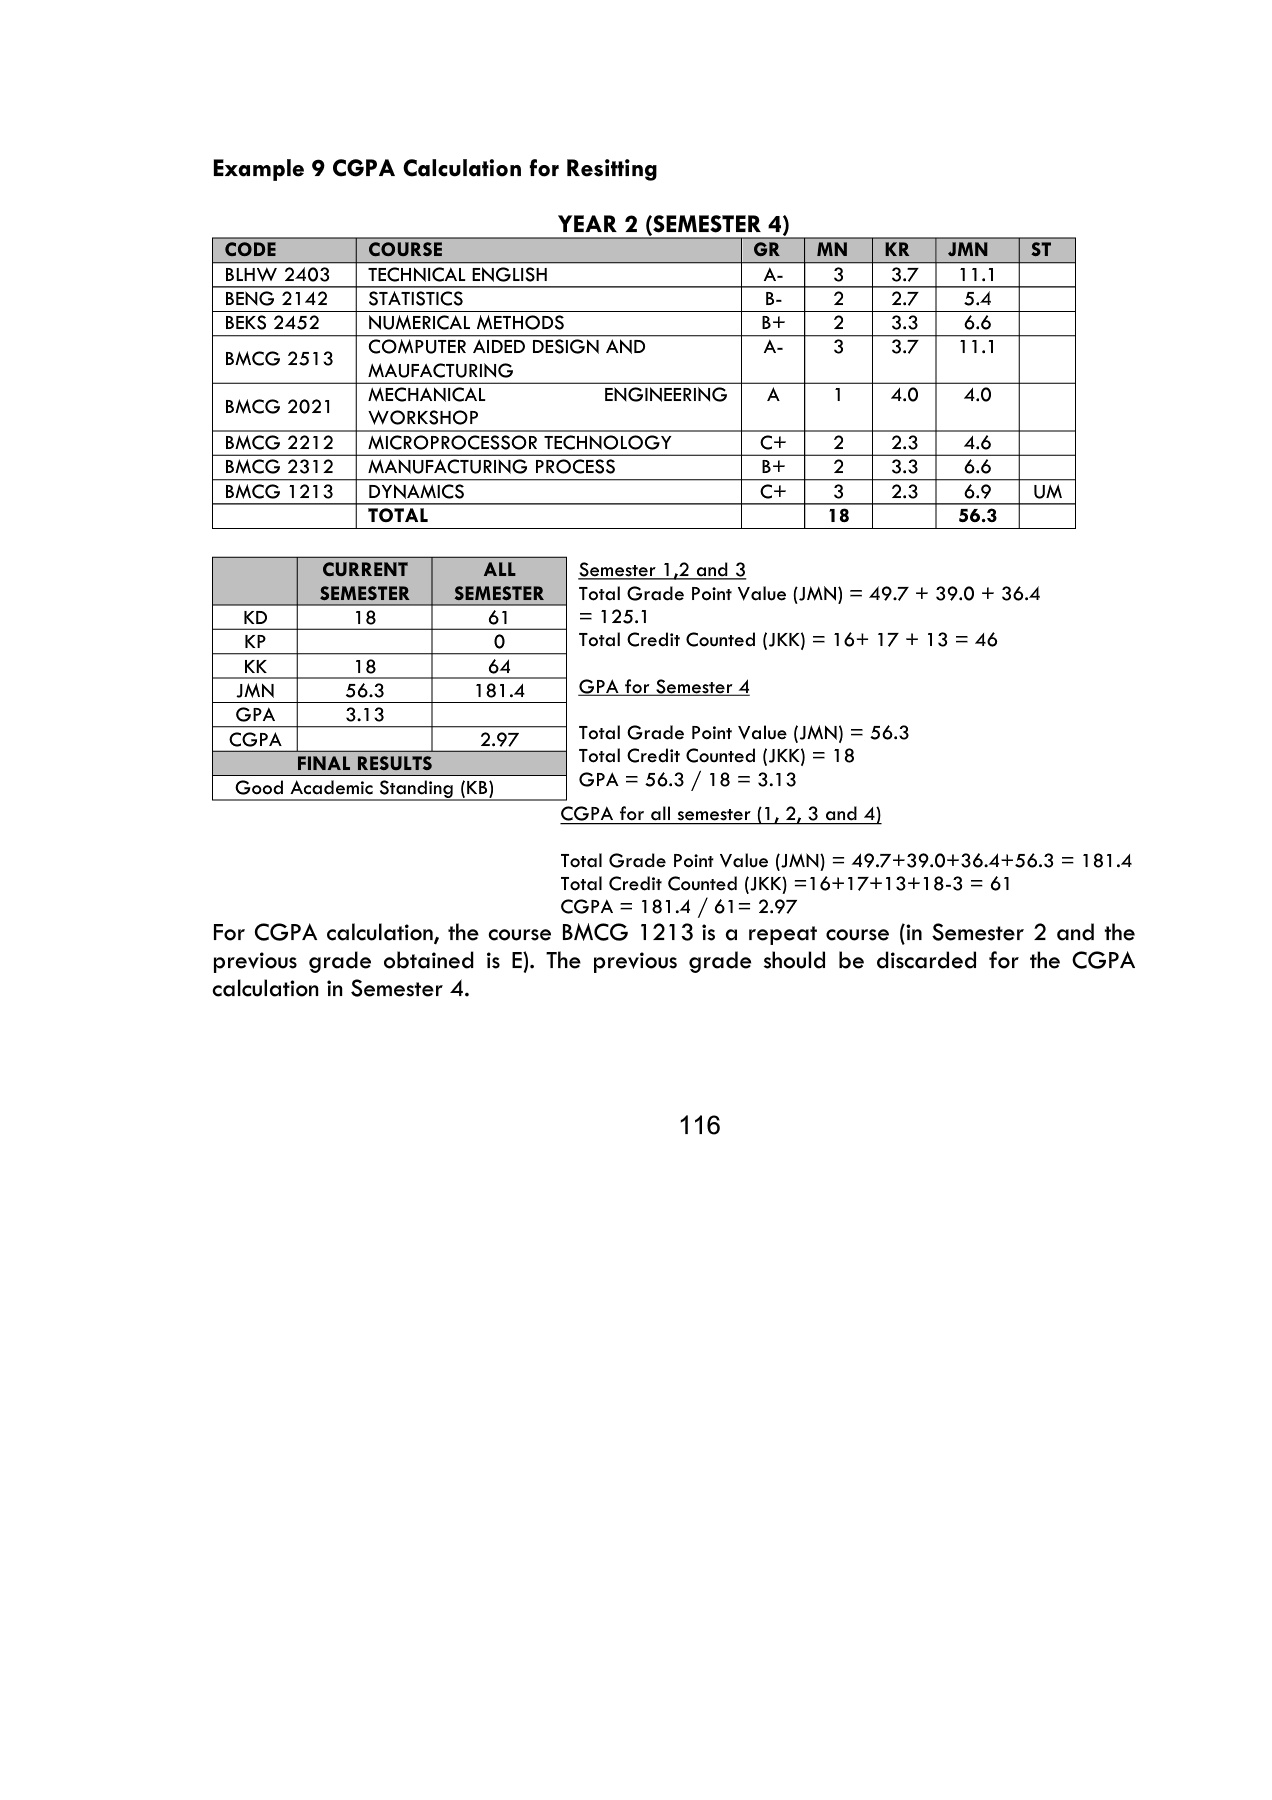 Example 9 CGPA Calculation for Resitting
YEAR 2 (SEMESTER 4)
CODE COURSE GR MN KR JMN ST
BLHW 2403 TECHNICAL ENGLISH A- 3 3.7 11.1
BENG 2142 STATISTICS B- 2 2.7 5.4
BEKS 2452 NUMERICAL METHODS B+ 2 3.3 6.6
BMCG 2513 COMPUTER AIDED DESIGN AND A- 3 3.7 11.1
MAUFACTURING
BMCG 2021 MECHANICAL ENGINEERING A 1 4.0 4.0
WORKSHOP
BMCG 2212 MICROPROCESSOR TECHNOLOGY C+ 2 2.3 4.6
BMCG 2312 MANUFACTURING PROCESS B+ 2 3.3 6.6
BMCG 1213 DYNAMICS C+ 3 2.3 6.9 UM
TOTAL 18 56.3
CURRENT ALL
SEMESTER SEMESTER
KD 18 61
KP 0
KK 18 64
JMN 56.3 181.4
GPA 3.13
CGPA 2.97
FINAL RESULTS
Good Academic Standing (KB)
Semester 1,2 and 3
Total Grade Point Value (JMN) = 49.7 + 39.0 + 36.4
= 125.1
Total Credit Counted (JKK) = 16+ 17 + 13 = 46
GPA for Semester 4
Total Grade Point Value (JMN) = 56.3
Total Credit Counted (JKK) = 18
GPA = 56.3 / 18 = 3.13
CGPA for all semester (1, 2, 3 and 4)
Total Grade Point Value (JMN) = 49.7+39.0+36.4+56.3 = 181.4
Total Credit Counted (JKK) =16+17+13+18-3 = 61
CGPA = 181.4 / 61= 2.97
For CGPA calculation, the course BMCG 1213 is a repeat course (in Semester 2 and the
previous grade obtained is E). The previous grade should be discarded for the CGPA
calculation in Semester 4.
116